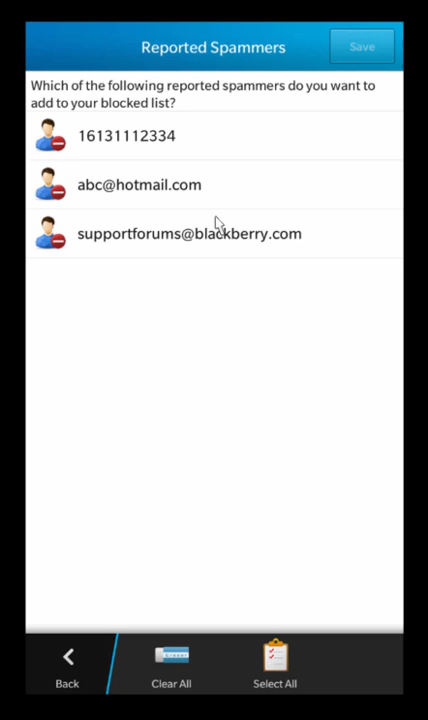 Reported Spammers
Save
Which of the following reported spammers do you want to
add to your blocked list?
16131112334
abc@hotmail.com
supportforums@blackberry.com
Back
Clear All
Select All